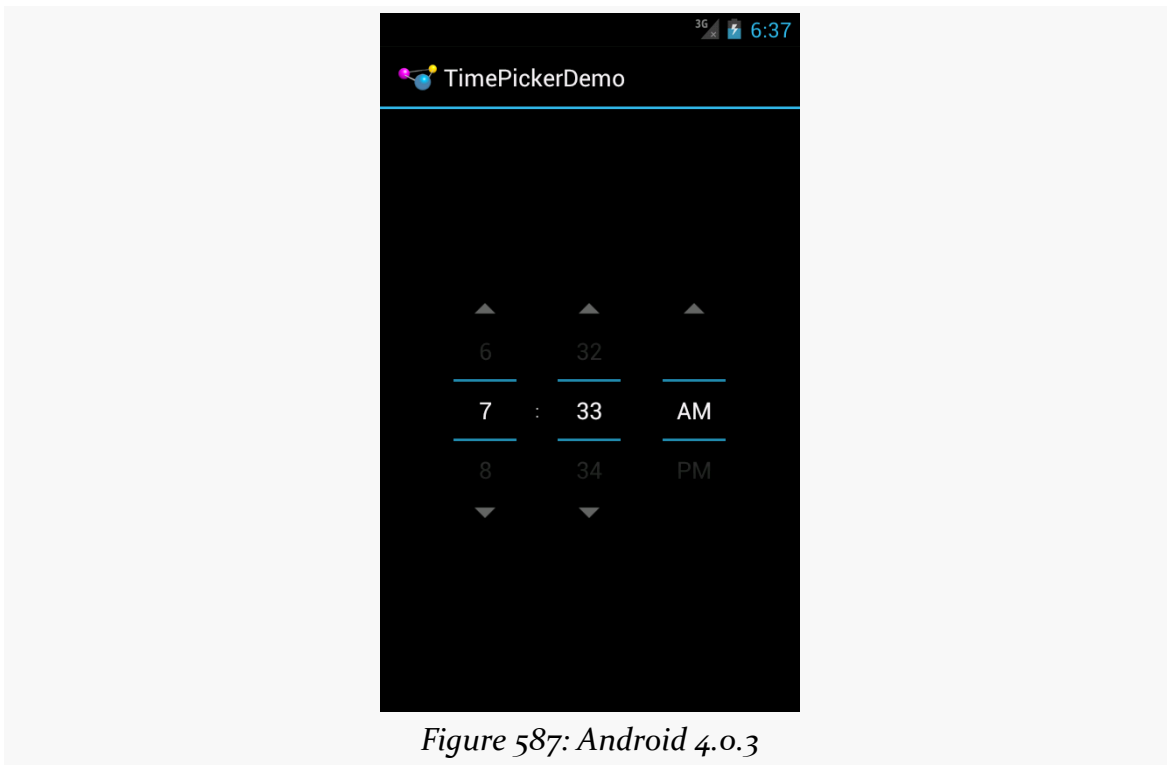 3G 6:37
TimePickerDemo
6 32
7 : 33 AM
8 34 PM
Figure 587: Android 4.0.3